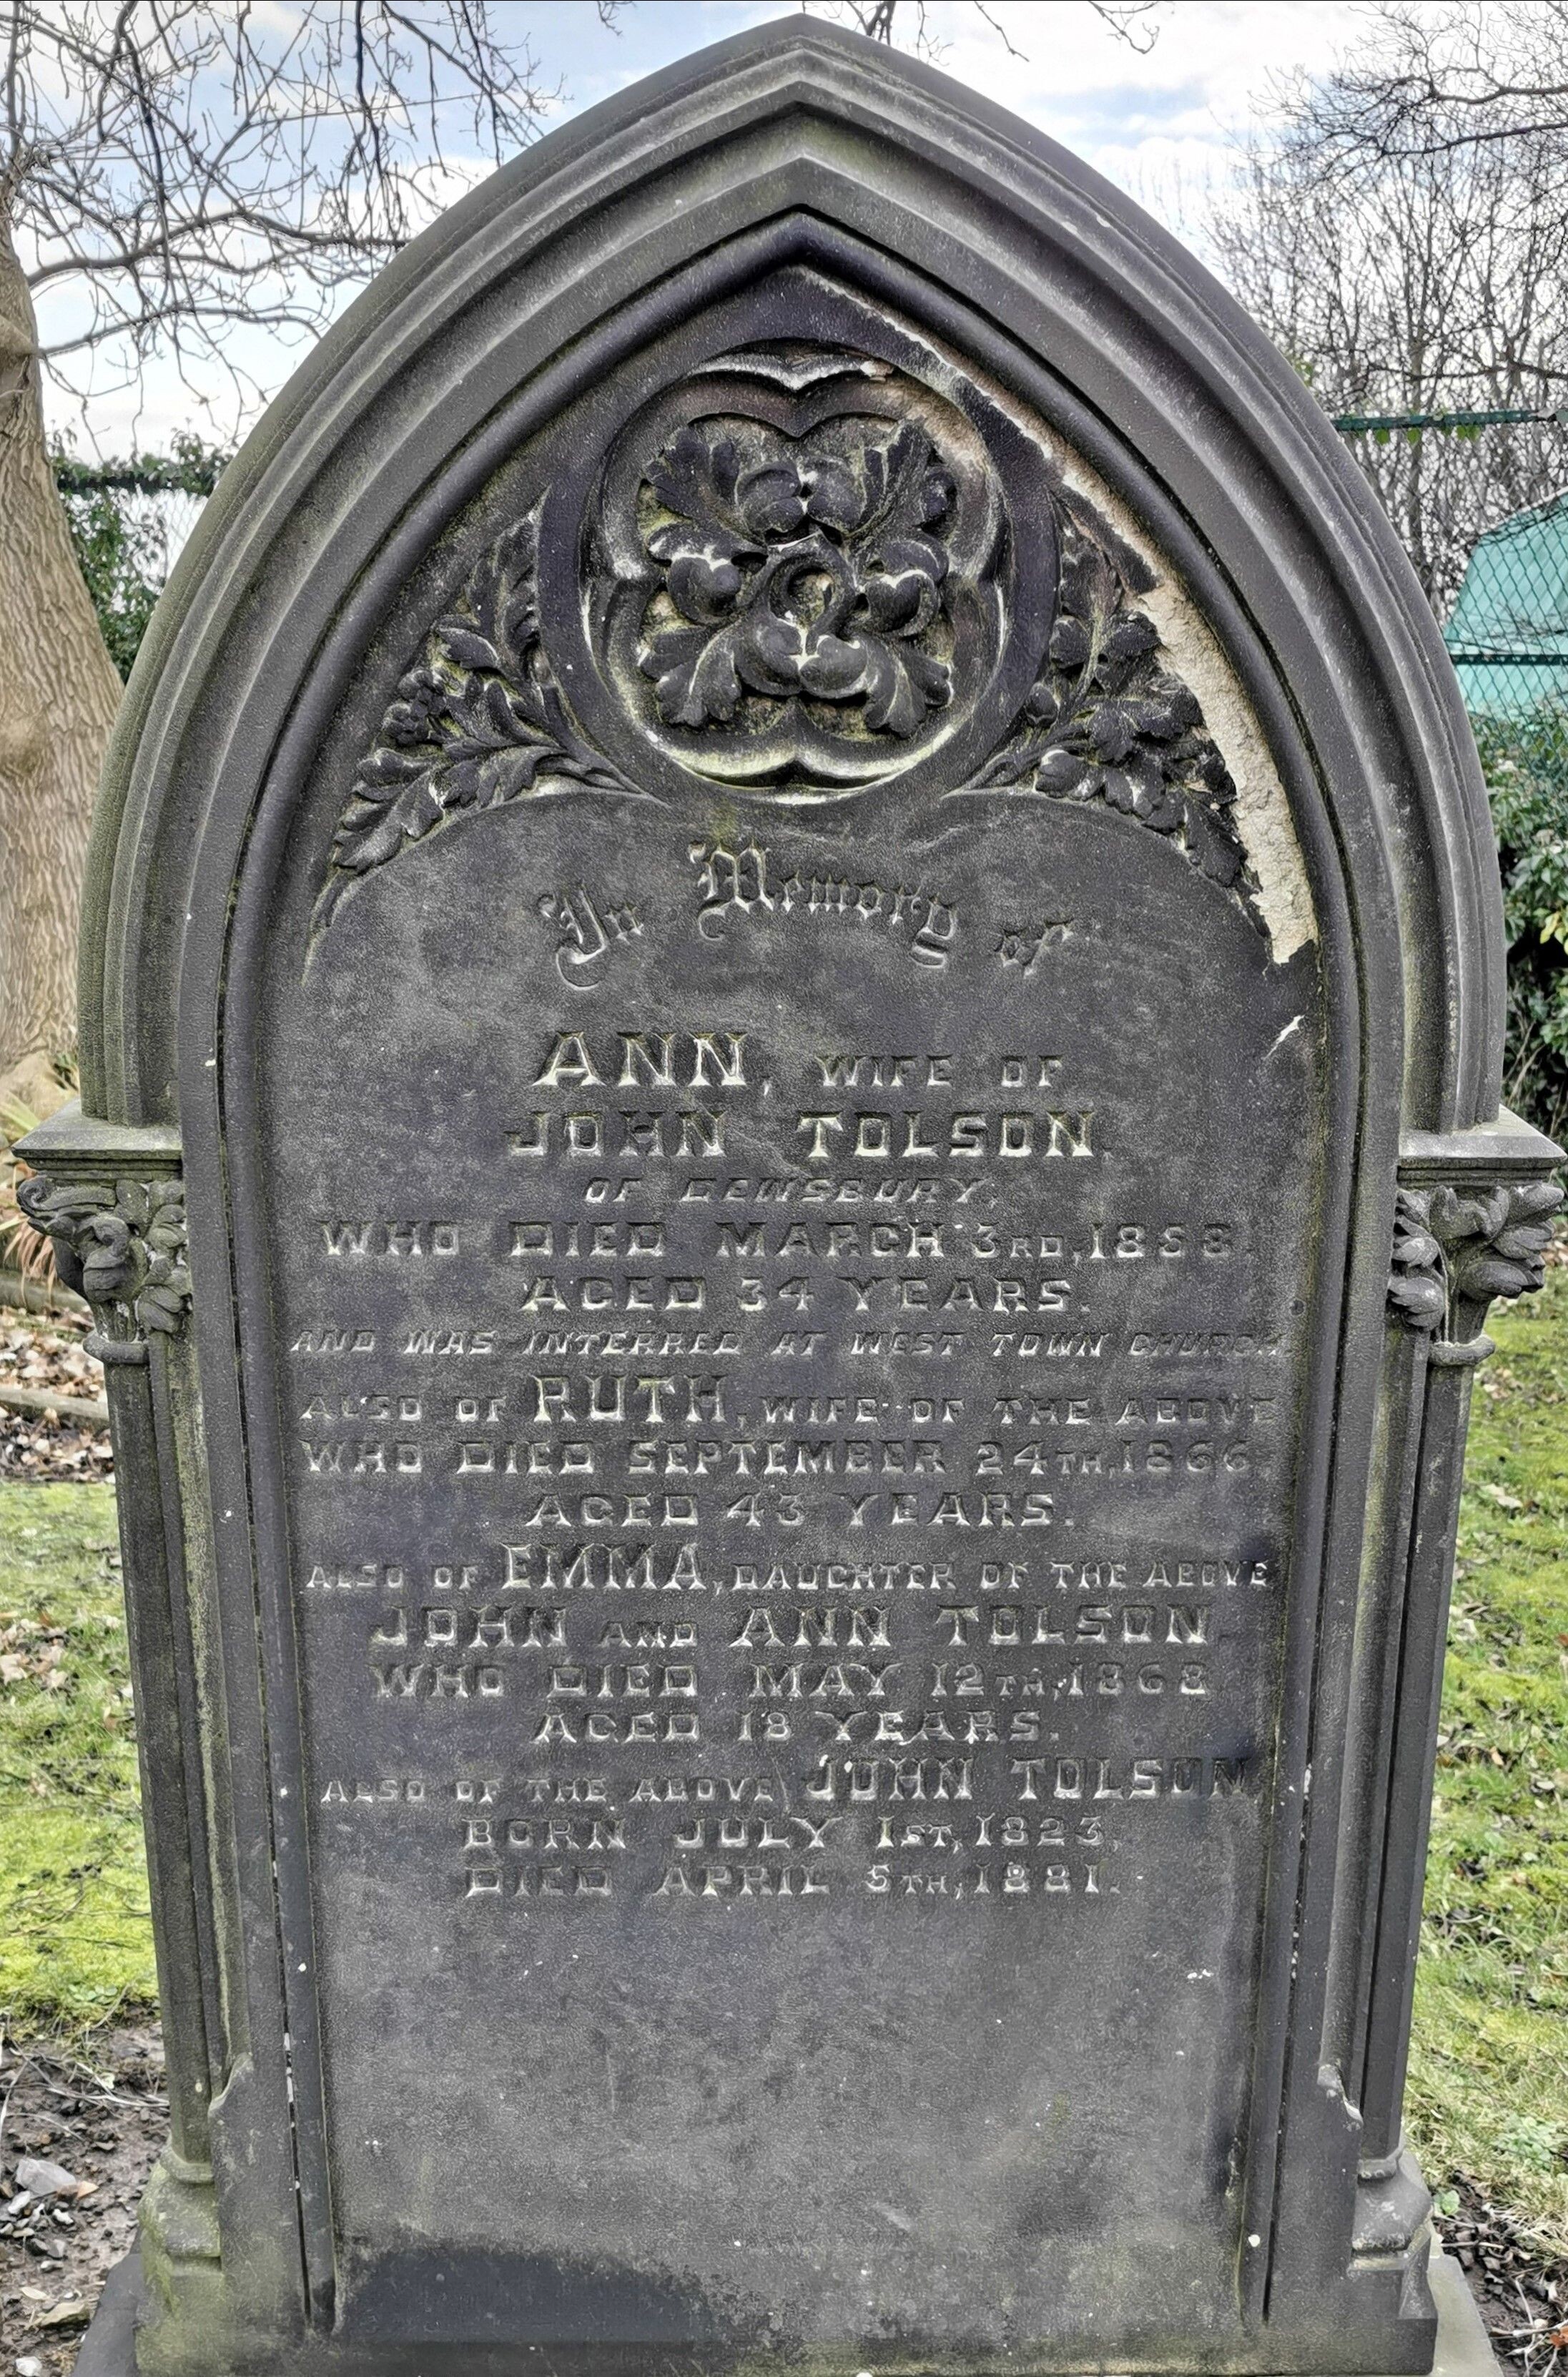 In Memory of
ANN, WIFE OF
JOHN TOLSON.
OF DEWSBURY,
WHO DIED MARCH 3RD, 1858.
AGED 34 YEARS.
AND WAS INTERRED AT WEST TOWN CHURCH
ALSO OF RUTH, WIFE OF THE ABOVE
WHO DIED SEPTEMBER 24TH, 1866.
AGED 43 YEARS.
ALSO OF EMMA, DAUGHTER OF THE ABOVE
JOHN AND ANN TOLSON.
WHO DIED MAY 12TH, 1868
AGED 18 YEARS.
ALSO OF THE ABOVE JOHN TOLSON
BORN JULY 1ST, 1823,
DIED APRIL 5TH, 1881.